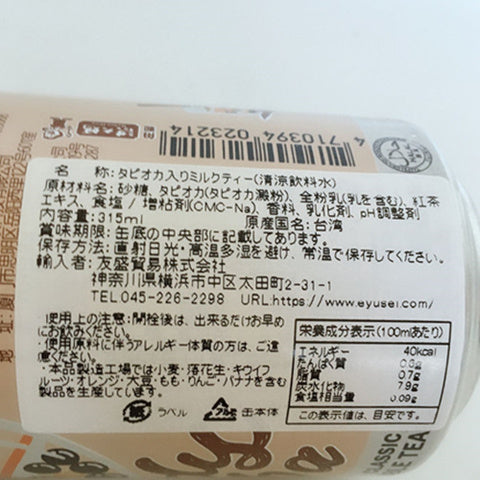 4 710394 023214
名　称：タピオカ入りミルクティー(清涼飲料水)
原材料名：砂糖、タピオカ(タピオカ澱粉)、全粉乳(乳を含む)、紅茶
エキス、食塩 / 増粘剤(CMC-Na)、香料、乳化剤、pH調整剤
内容量：315ml　原産国名：台湾
賞味期限：缶底の中央部に記載してあります。
保存方法：直射日光・高温多湿を避け、常温で保存してください。
輸入者：友盛貿易株式会社
神奈川県横浜市中区太田町2-31-1
TEL 045-226-2298　URL:https://www.eyusei.com/
使用上の注意：開栓後は、出来るだけお早め
にお飲みください。
・使用原料に伴うアレルギー体質の方は、ご遠
慮ください。
・本品製造工場では小麦・落花生・キウイフ
ルーツ・オレンジ・大豆・もも・りんご・バナナを含む
製品を生産しています。
栄養成分表示(100mlあたり)
エネルギー　40kcal
たんぱく質　0.3g
脂質　0.7g
炭水化物　7.9g
食塩相当量　0.09g
この表示値は、目安です。
ラベル　アルミ　缶本体
CLASSIC
TEA